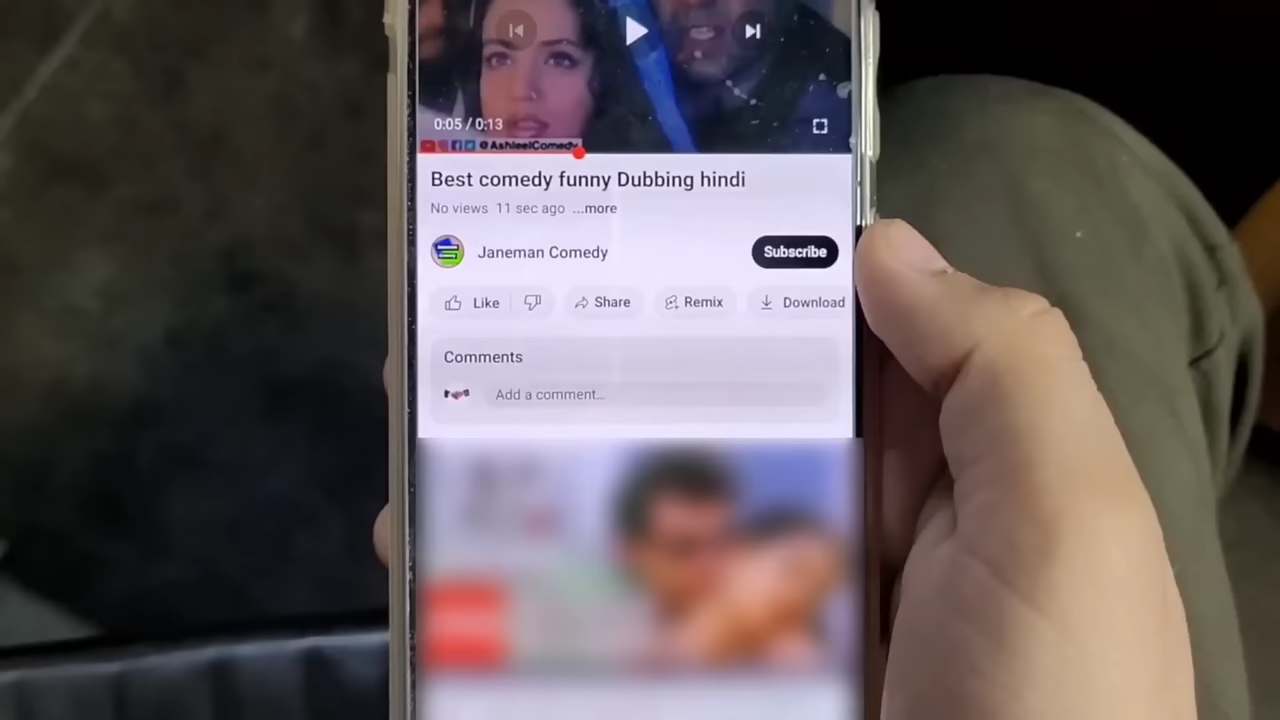 0:05 / 0:13
@AshleelComedy
Best comedy funny Dubbing hindi
No views 11 sec ago ...more
Janeman Comedy
Subscribe
Like
Share
Remix
Download
Comments
Add a comment...